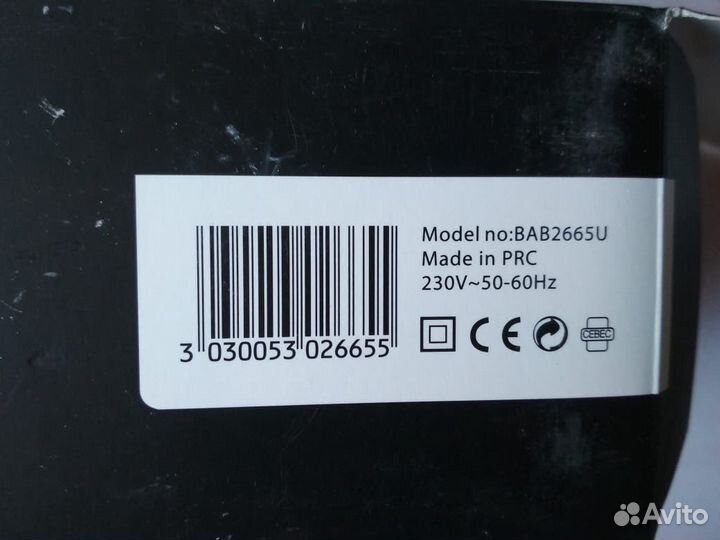 Model no:BAB2665U
Made in PRC
230V~50-60Hz
CE CEBEC
3 030053 026655
Avito